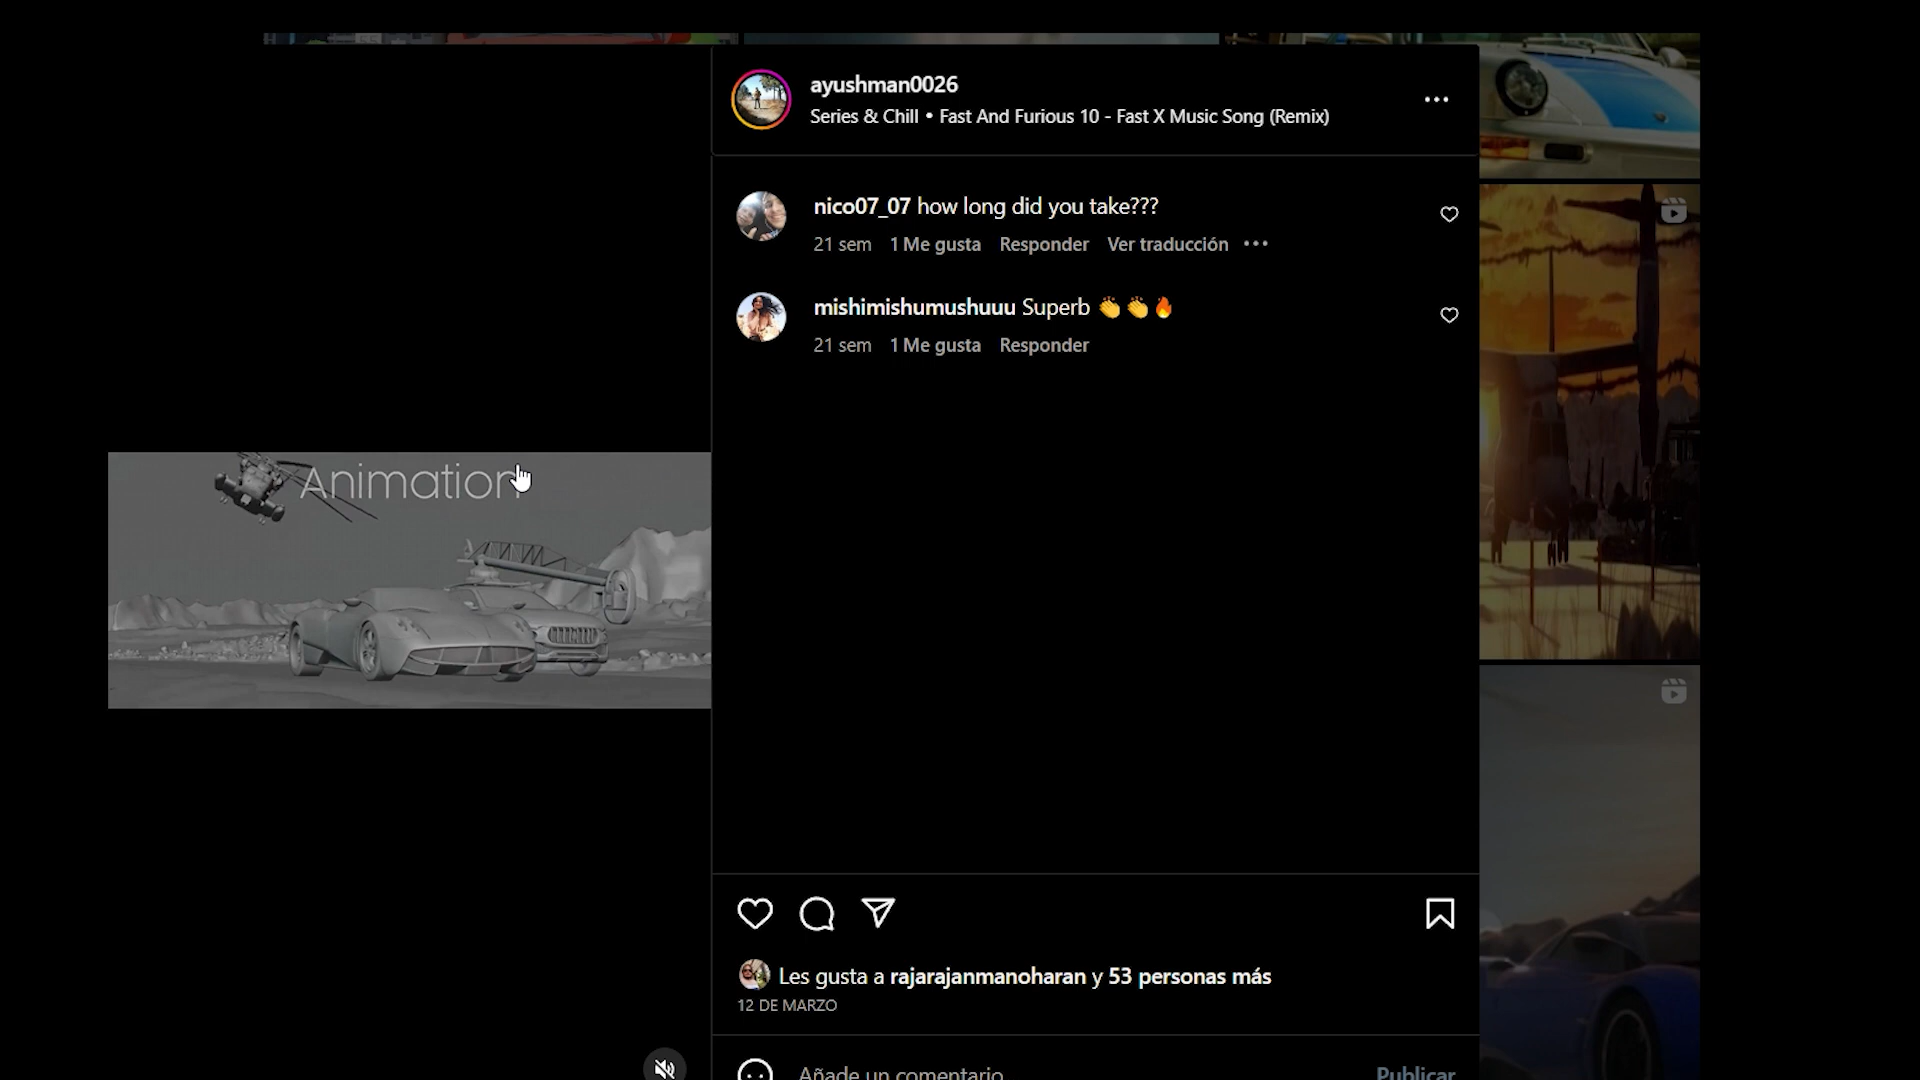 ayushman0026
Series & Chill • Fast And Furious 10 - Fast X Music Song (Remix)
nico07_07 how long did you take???
21 sem 1 Me gusta Responder Ver traducción
mishimishumushuuu Superb 👏👏🔥
21 sem 1 Me gusta Responder
Animation
Les gusta a rajarajanmanoharan y 53 personas más
12 DE MARZO
Añade un comentario
Publicar